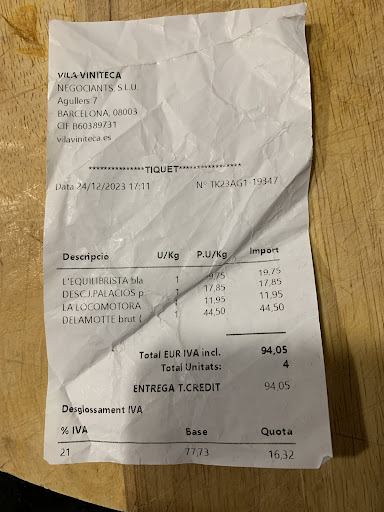 VILA VINITECA
NEGOCIANTS, S.L.U.
Agullers 7
BARCELONA, 08003
CIF B60389731
vilaviniteca.es
***************TIQUET*****************
Data 24/12/2023 17:11 Nº TK23AG1-19347
Descripcio U/Kg P.U/Kg Import
L'EQUILIBRISTA bla 1 19,75
DESC.J.PALACIOS p 1 17,85 17,85
LA LOCOMOTORA 1 11,95 11,95
DELAMOTTE brut ( 1 44,50 44,50
Total EUR IVA incl. 94,05
Total Unitats: 4
ENTREGA T.CREDIT 94,05
Desglossament IVA
% IVA Base Quota
21 77,73 16,32